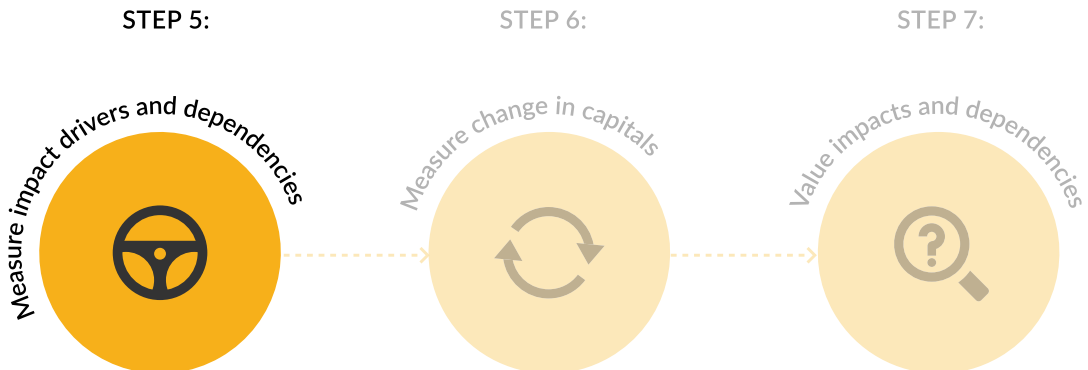 STEP 5:
STEP 6:
STEP 7:
Measure impact drivers and dependencies
Measure change in capitals
Value impacts and dependencies
?